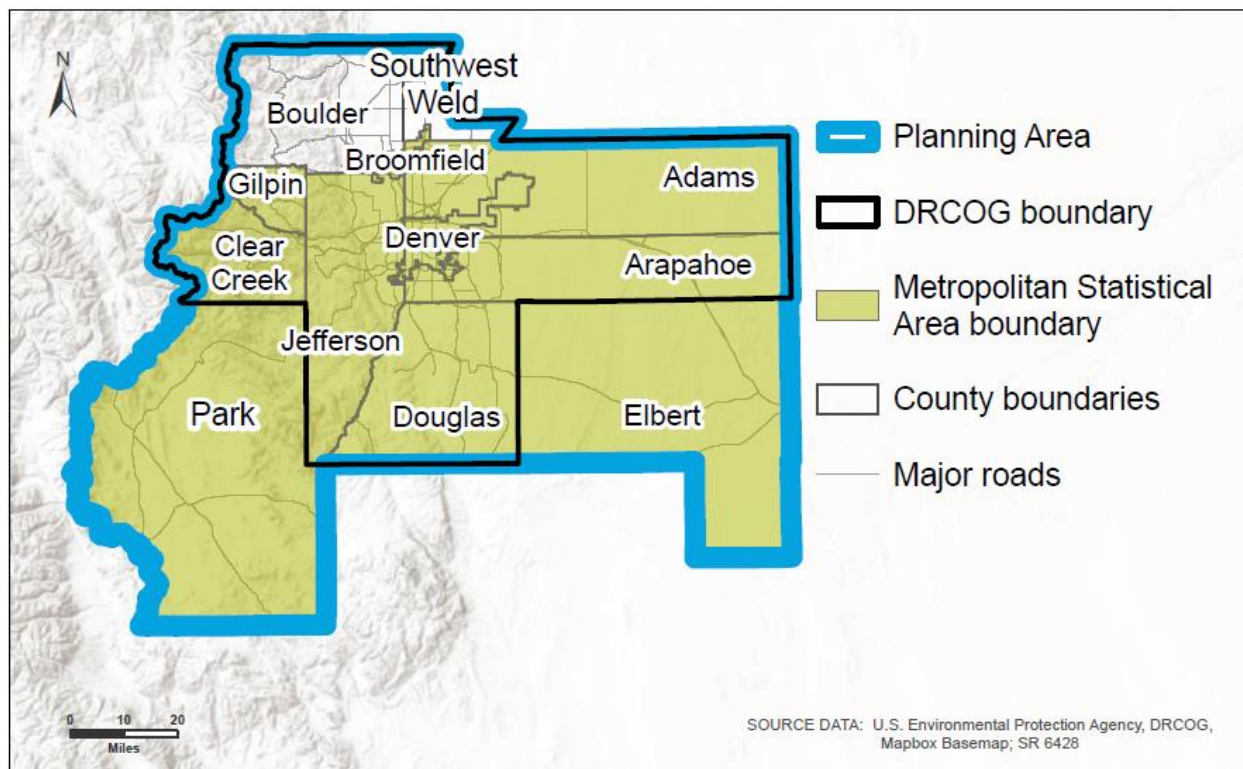 N
Southwest
Weld
Boulder
Broomfield
Gilpin
Adams
Clear
Creek
Denver
Arapahoe
Jefferson
Park
Douglas
Elbert
Planning Area
DRCOG boundary
Metropolitan Statistical
Area boundary
County boundaries
Major roads
0 10 20
Miles
SOURCE DATA: U.S. Environmental Protection Agency, DRCOG,
Mapbox Basemap; SR 6428